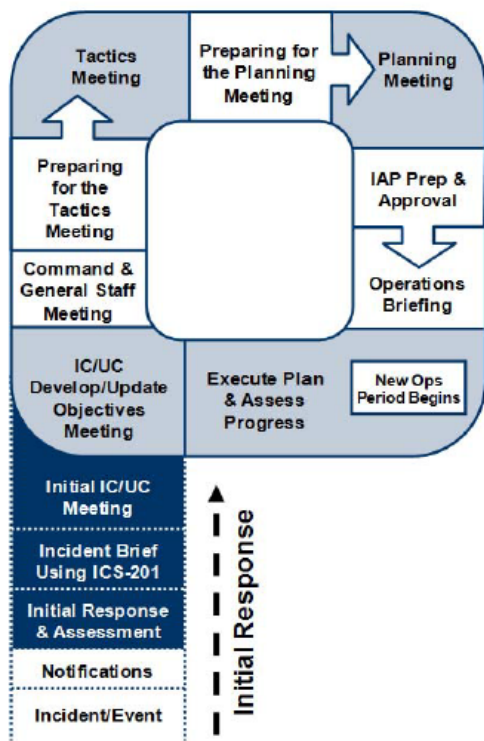 Tactics
Meeting
Preparing for
the Planning
Meeting
Planning
Meeting
Preparing
for the
Tactics
Meeting
IAP Prep &
Approval
Command &
General Staff
Meeting
Operations
Briefing
IC/UC
Develop/Update
Objectives
Meeting
Execute Plan
& Assess
Progress
New Ops
Period Begins
Initial IC/UC
Meeting
Incident Brief
Using ICS-201
Initial Response
& Assessment
Notifications
Incident/Event
Initial Response